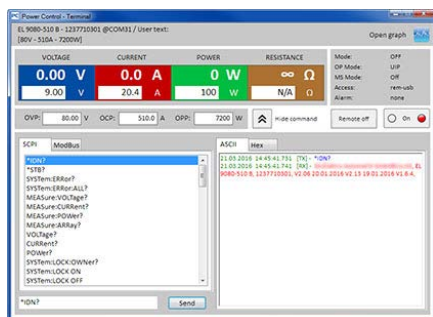 Power Control - Terminal
EL 9080-510 B - 1237710301 @COM31 / User text:
[80V - 510A - 7200W]
Open graph
VOLTAGE CURRENT POWER RESISTANCE
0.00 V 0.0 A 0 W ∞ Ω
9.00 V 20.4 A 100 W N/A Ω
Mode: OFF
OP Mode: UIP
MS Mode: Off
Access: rem-usb
Alarm: none
OVP: 80.00 V OCP: 510.0 A OPP: 7200 W Hide command Remote off On
SCPI ModBus
*IDN?
*STB?
SYSTem:ERRor?
SYSTem:ERRor:ALL?
MEASure:VOLTage?
MEASure:CURRent?
MEASure:POWer?
MEASure:ARRay?
VOLTage?
CURRent?
POWer?
SYSTem:LOCK:OWNer?
SYSTem:LOCK ON
SYSTem:LOCK OFF
*IDN? Send
ASCII Hex
21.03.2016 14:45:41.731 [TX] - *IDN?
21.03.2016 14:45:41.741 [RX] - EL
9080-510 B, 1237710301, V2.06 20.01.2016 V2.13 19.01.2016 V1.6.4,